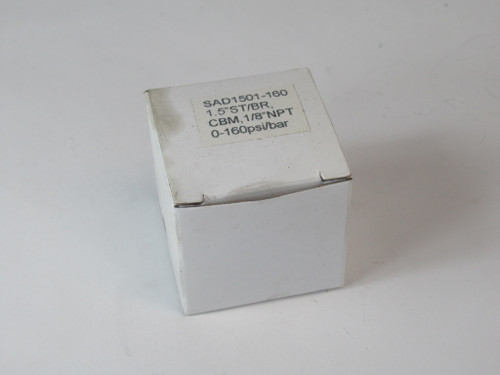 SAD1501-160
1.5"ST/BR,
CBM,1/8"NPT
0-160psi/bar